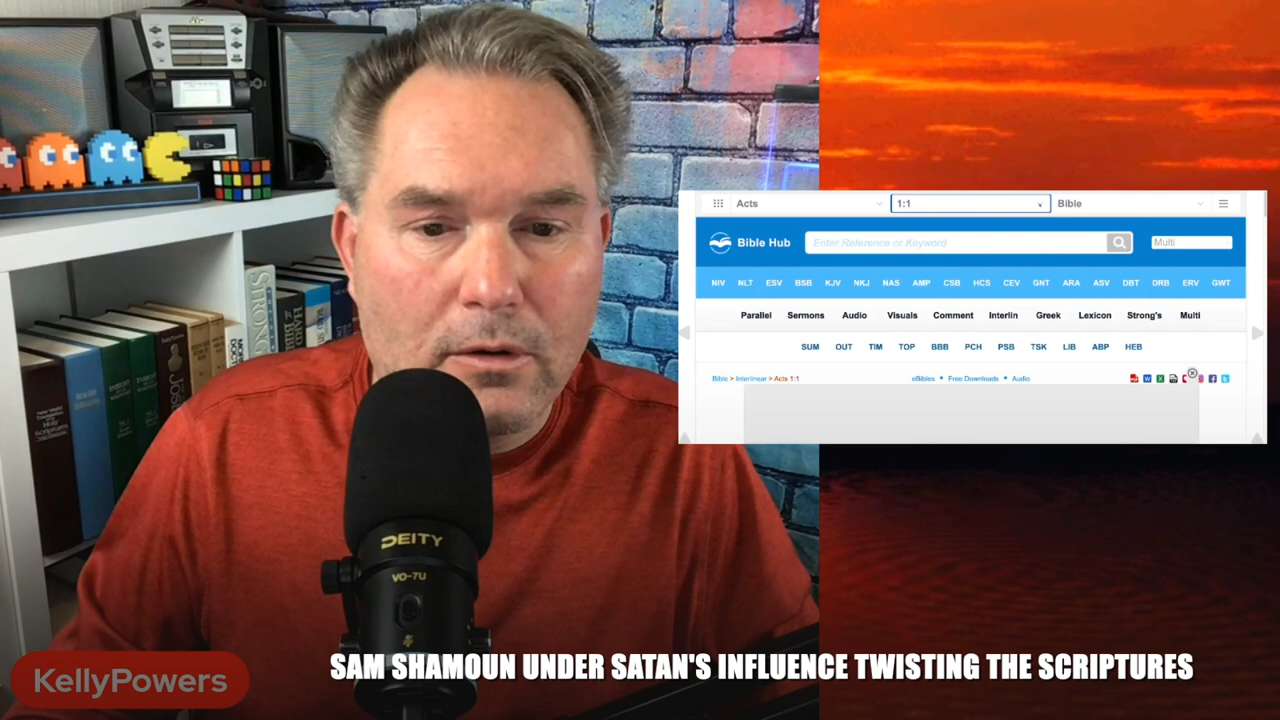 Acts
1:1
Bible
Bible Hub
Enter Reference or Keyword
Multi
NIV NLT ESV BSB KJV NKJ NAS AMP CSB HCS CEV GNT ARA ASV DBT DRB ERV GWT
Parallel Sermons Audio Visuals Comment Interlin Greek Lexicon Strong's Multi
SUM OUT TIM TOP BBB PCH PSB TSK LIB ABP HEB
Bible > Interlinear > Acts 1:1
eBibles • Free Downloads • Audio
STRONG
DEITY
VO-7U
KellyPowers
SAM SHAMOUN UNDER SATAN'S INFLUENCE TWISTING THE SCRIPTURES